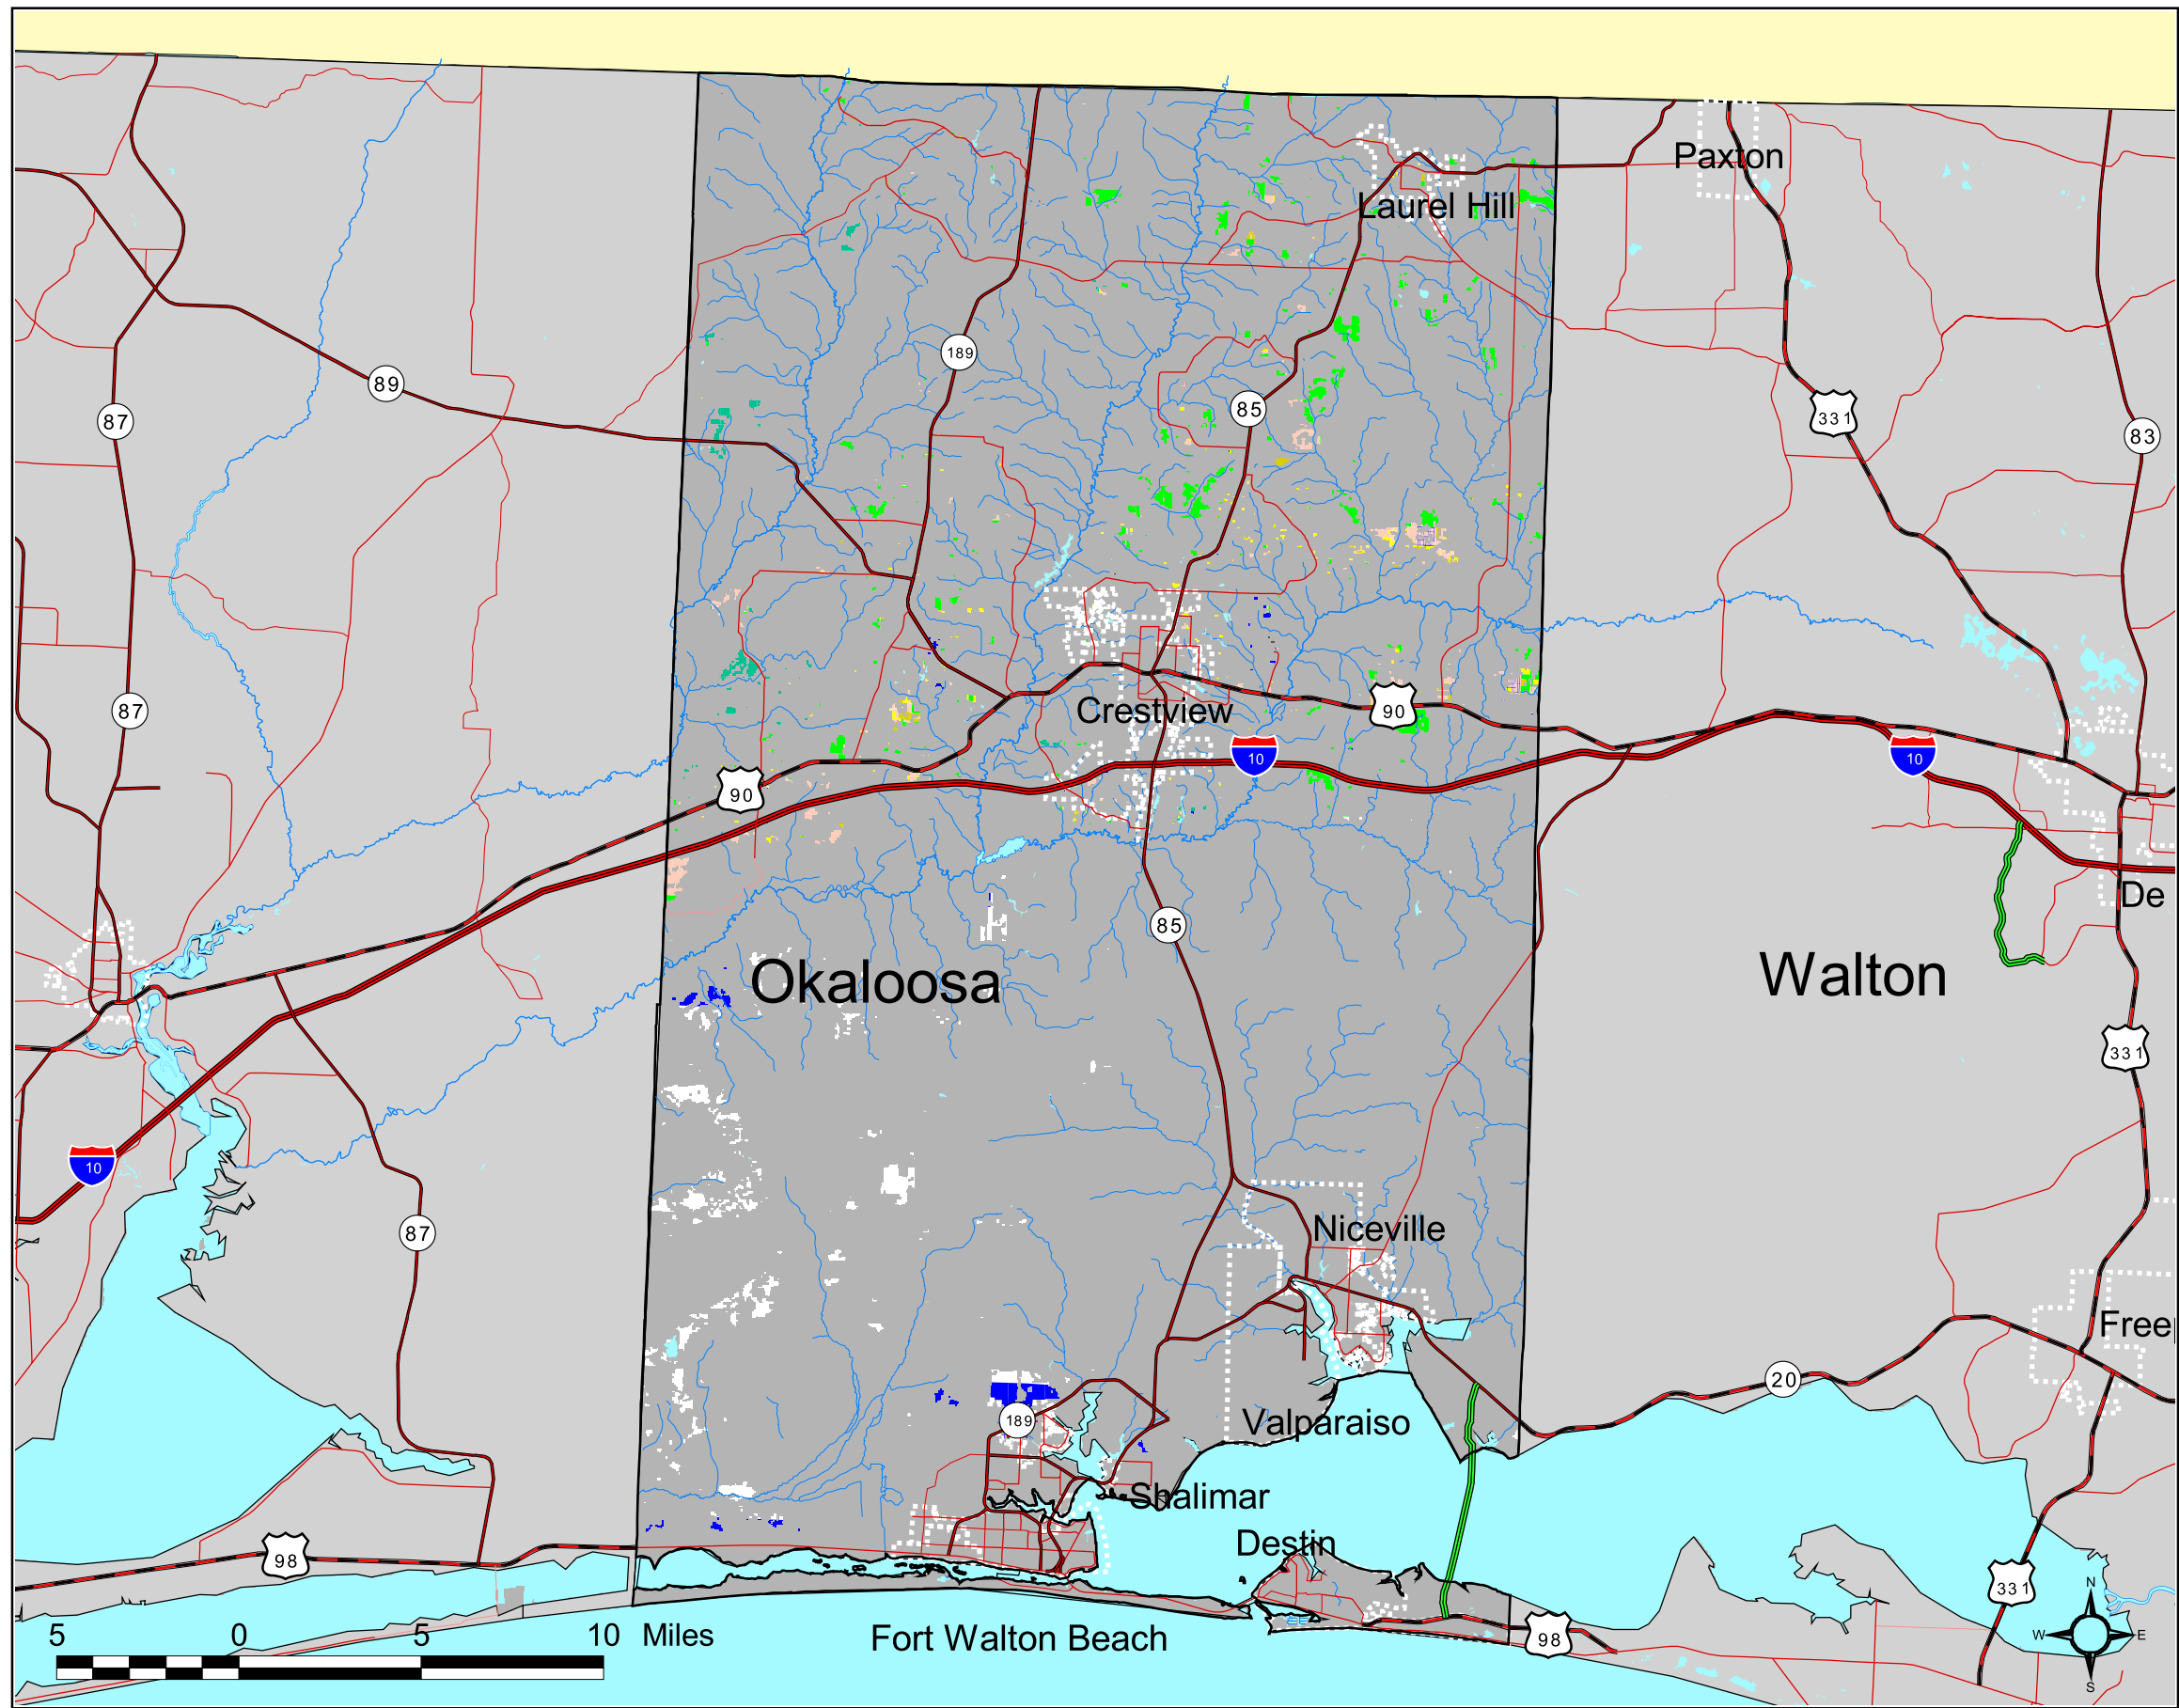 Paxton
Laurel Hill
189
89
85
331
87
83
87
Crestview
90
10
10
90
De
85
Okaloosa
Walton
331
10
Niceville
87
Free
20
189
Valparaiso
Shalimar
Destin
98
331
N
W E
S
5 0 5 10 Miles
Fort Walton Beach
98